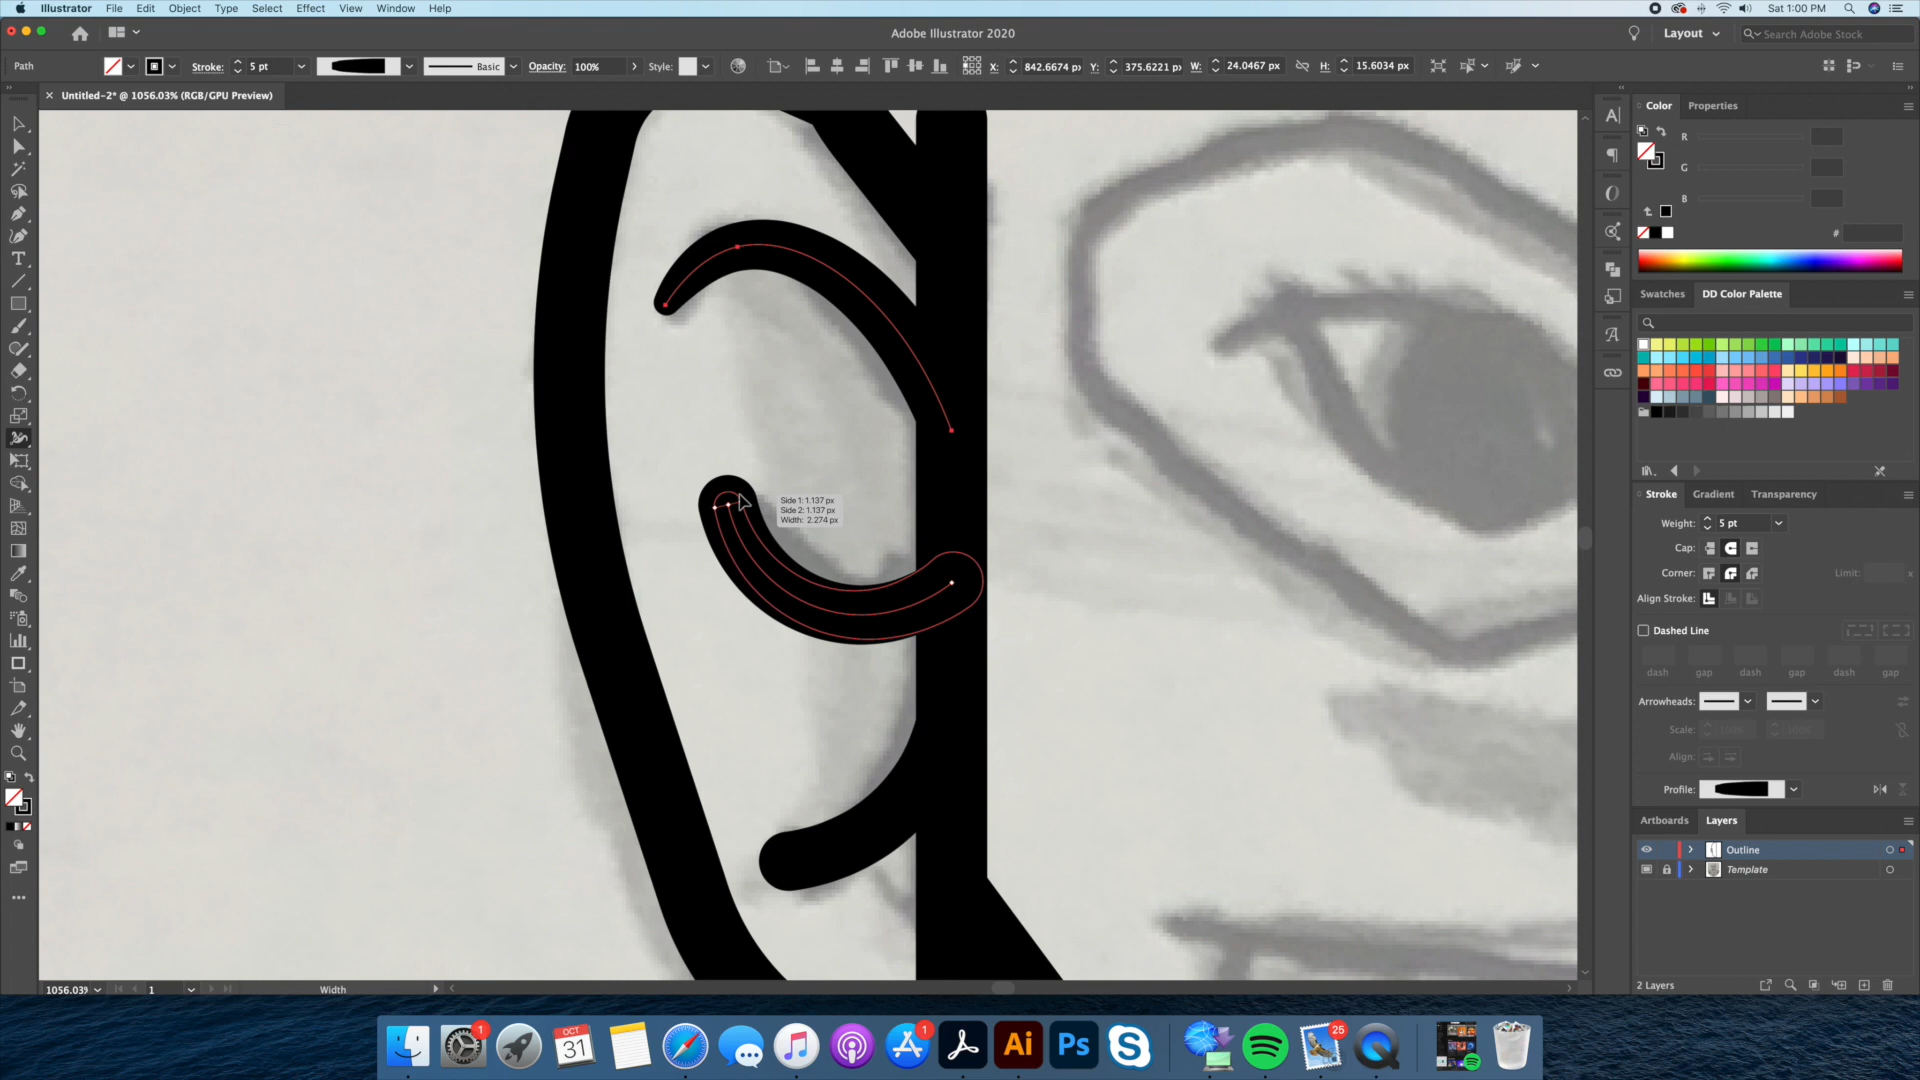 Illustrator File Edit Object Type Select Effect View Window Help
Sat 1:00 PM
Adobe Illustrator 2020
Layout
Search Adobe Stock
Path
Stroke: 5 pt
Basic
Opacity: 100%
Style:
X: 842.6674 px
Y: 375.6221 px
W: 24.0467 px
H: 15.6034 px
Untitled-2* @ 1056.03% (RGB/GPU Preview)
Color Properties
R
G
B
#
Swatches DD Color Palette
Side 1: 1.137 px
Side 2: 1.137 px
Width: 2.274 px
Stroke Gradient Transparency
Weight: 5 pt
Cap:
Corner: Limit: x
Align Stroke:
Dashed Line
dash gap dash gap dash gap
Arrowheads:
Scale: 100% 100%
Align:
Profile:
Artboards Layers
Outline
Template
2 Layers
1056.03% 1 Width
1 OCT 31 1 Ai Ps 25